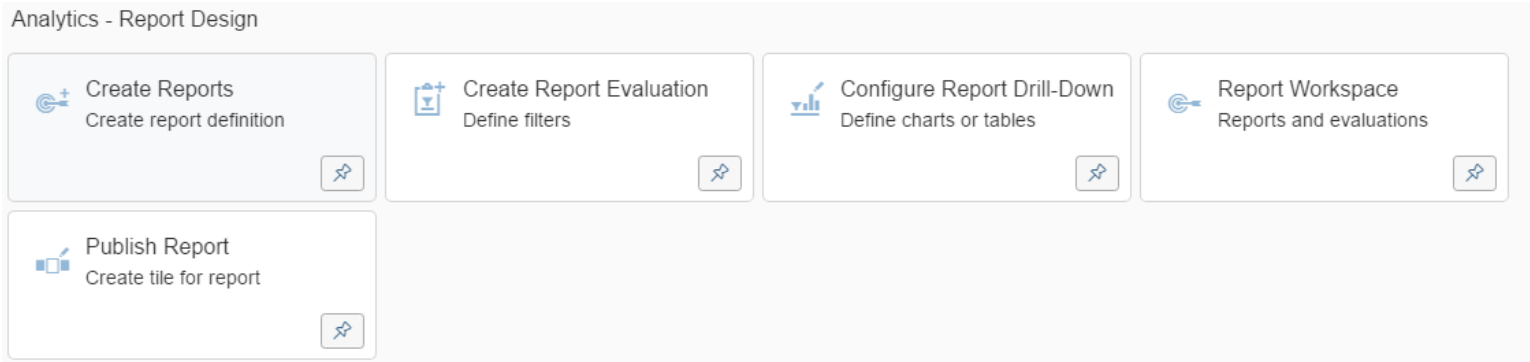 Analytics - Report Design
Create Reports
Create report definition
Create Report Evaluation
Define filters
Configure Report Drill-Down
Define charts or tables
Report Workspace
Reports and evaluations
Publish Report
Create tile for report